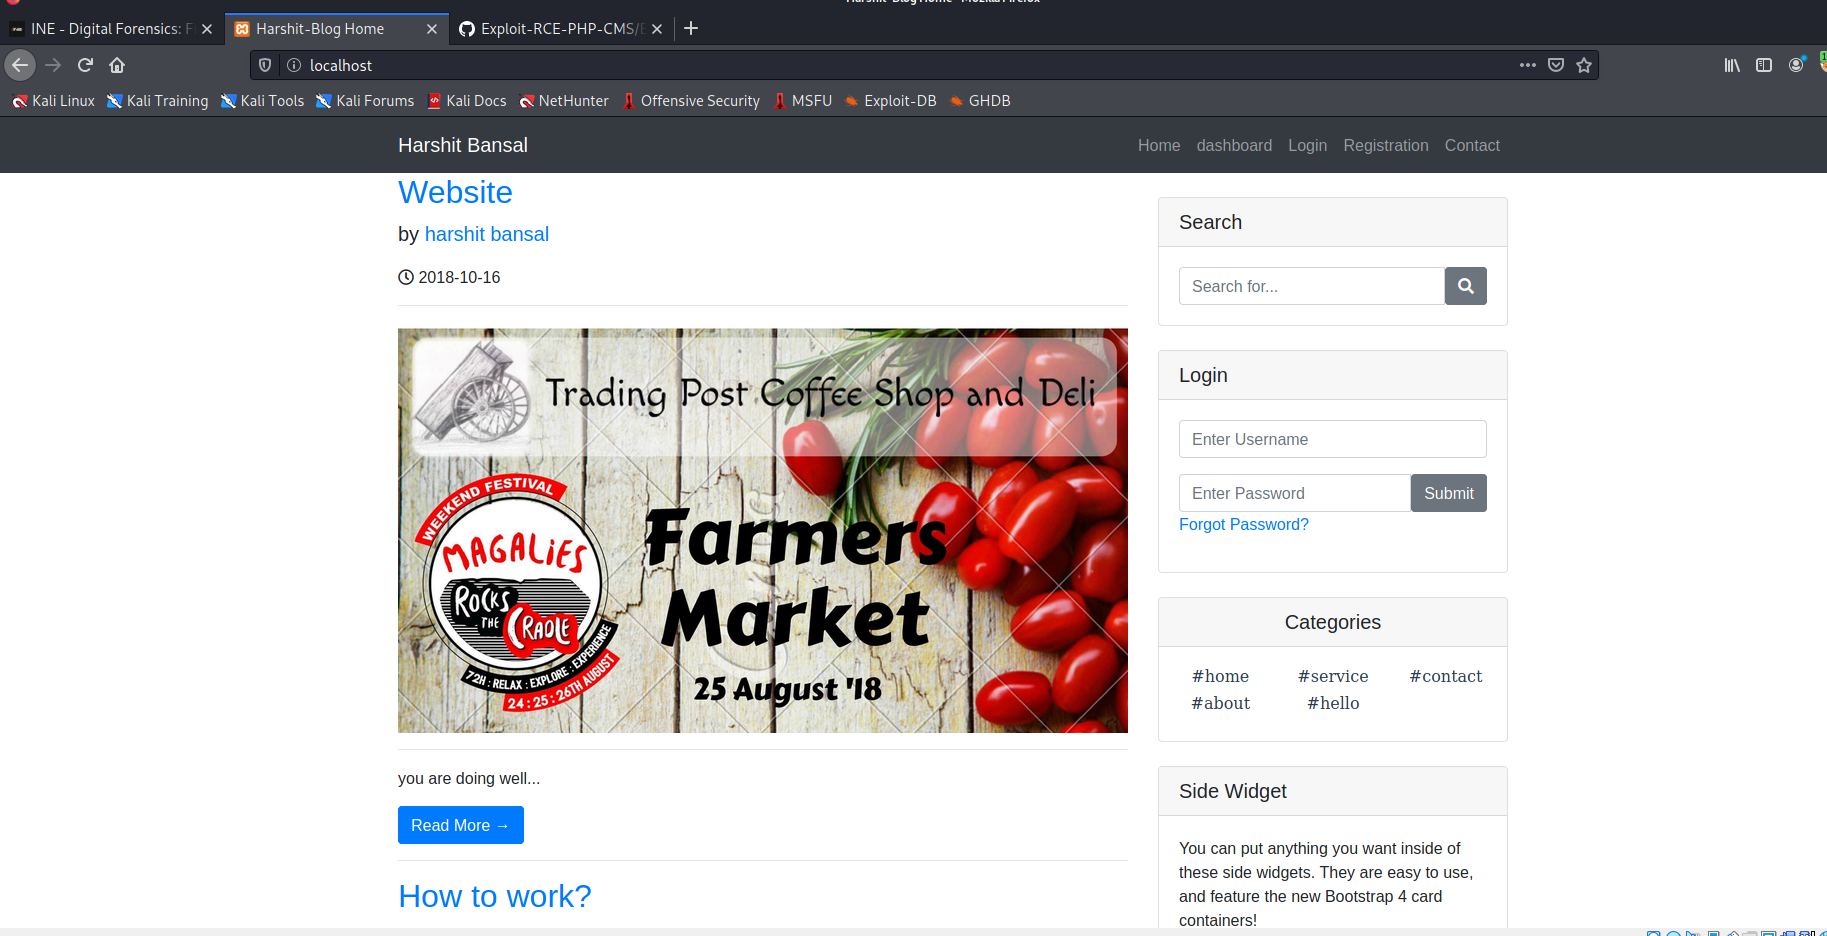 INE - Digital Forensics: F
Harshit-Blog Home
Exploit-RCE-PHP-CMS/E
localhost
Kali Linux
Kali Training
Kali Tools
Kali Forums
Kali Docs
NetHunter
Offensive Security
MSFU
Exploit-DB
GHDB
Harshit Bansal
Home
dashboard
Login
Registration
Contact
Website
by harshit bansal
2018-10-16
Trading Post Coffee Shop and Deli
WEEKEND FESTIVAL
MAGALIES
ROCKS
THE
CRADLE
72H : RELAX : EXPLORE : EXPERIENCE
24 : 25 : 26TH AUGUST
Farmers
Market
25 August '18
you are doing well...
Read More →
How to work?
Search
Search for...
Login
Enter Username
Enter Password
Submit
Forgot Password?
Categories
#home
#service
#contact
#about
#hello
Side Widget
You can put anything you want inside of
these side widgets. They are easy to use,
and feature the new Bootstrap 4 card
containers!